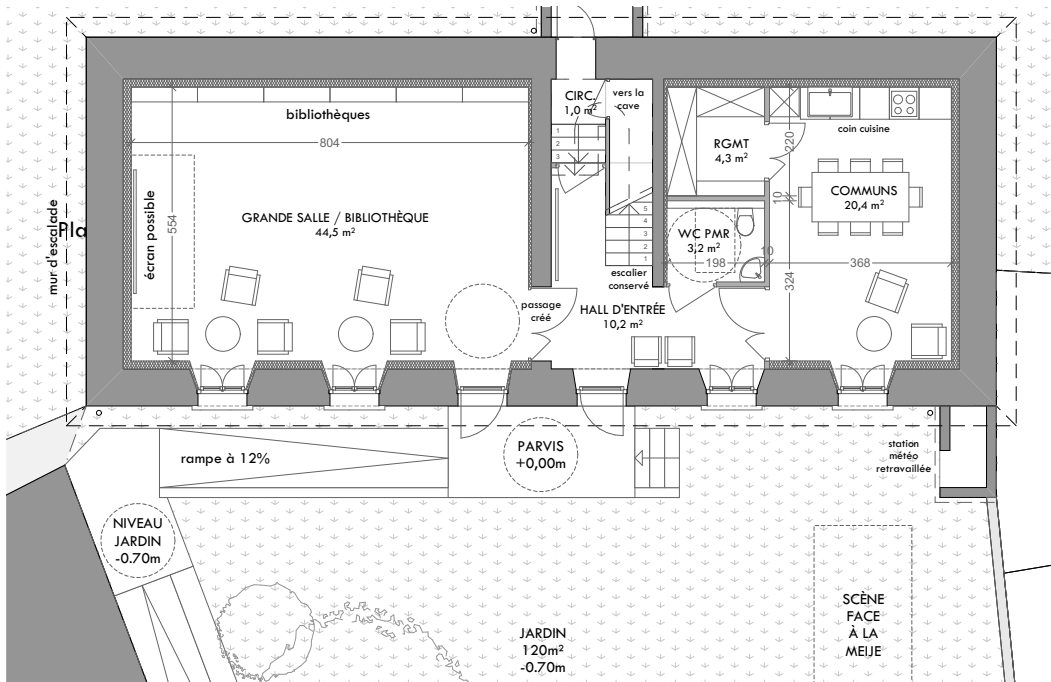 bibliothèques
804
mur d'escalade
Pla
écran possible
554
GRANDE SALLE / BIBLIOTHÈQUE
44,5 m²
CIRC.
1,0 m²
vers la
cave
1
2
3
5
4
3
2
1
escalier
conservé
passage
créé
HALL D'ENTRÉE
10,2 m²
RGMT
4,3 m²
WC PMR
3,2 m²
198
10
220
10
324
coin cuisine
COMMUNS
20,4 m²
368
rampe à 12%
PARVIS
+0,00m
station
météo
retravaillée
NIVEAU
JARDIN
-0.70m
JARDIN
120m²
-0.70m
SCÈNE
FACE
À LA
MEIJE